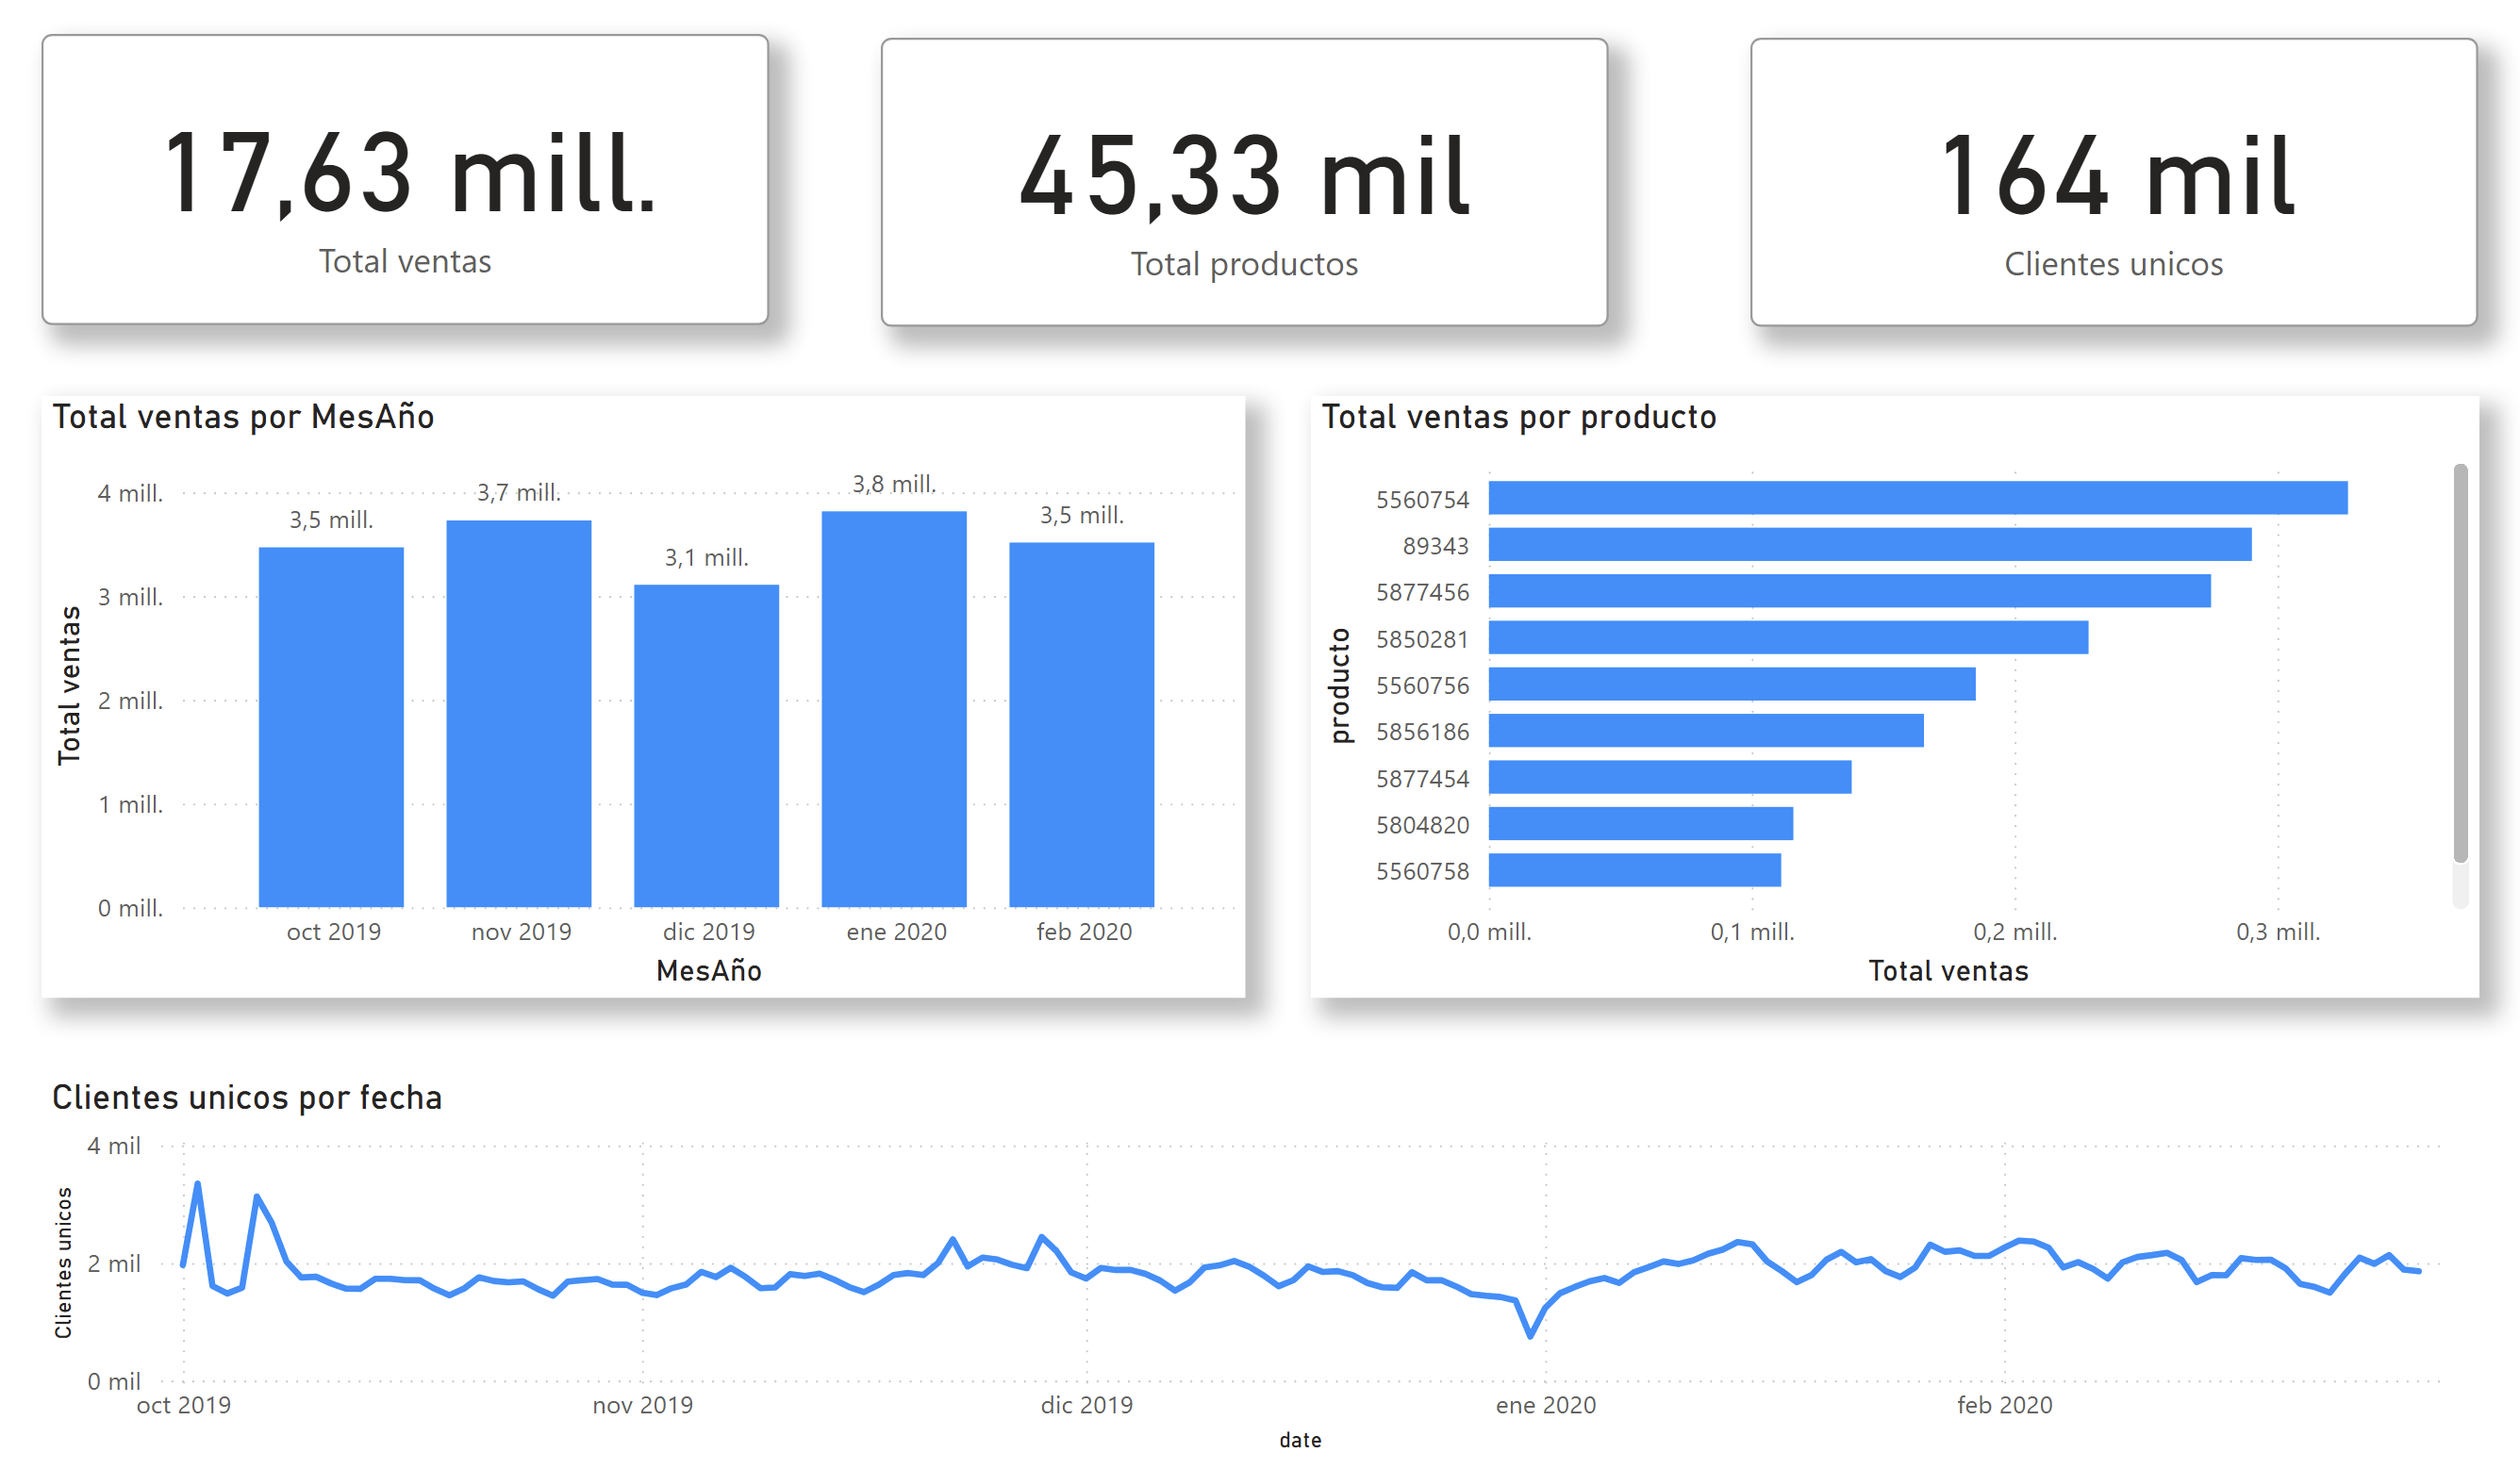 17,63 mill.
Total ventas
45,33 mil
Total productos
164 mil
Clientes unicos
Total ventas por MesAño
Total ventas
4 mill.
3 mill.
2 mill.
1 mill.
0 mill.
3,5 mill.
3,7 mill.
3,1 mill.
3,8 mill.
3,5 mill.
oct 2019
nov 2019
dic 2019
ene 2020
feb 2020
MesAño
Total ventas por producto
producto
5560754
89343
5877456
5850281
5560756
5856186
5877454
5804820
5560758
0,0 mill.
0,1 mill.
0,2 mill.
0,3 mill.
Total ventas
Clientes unicos por fecha
Clientes unicos
4 mil
2 mil
0 mil
oct 2019
nov 2019
dic 2019
ene 2020
feb 2020
date